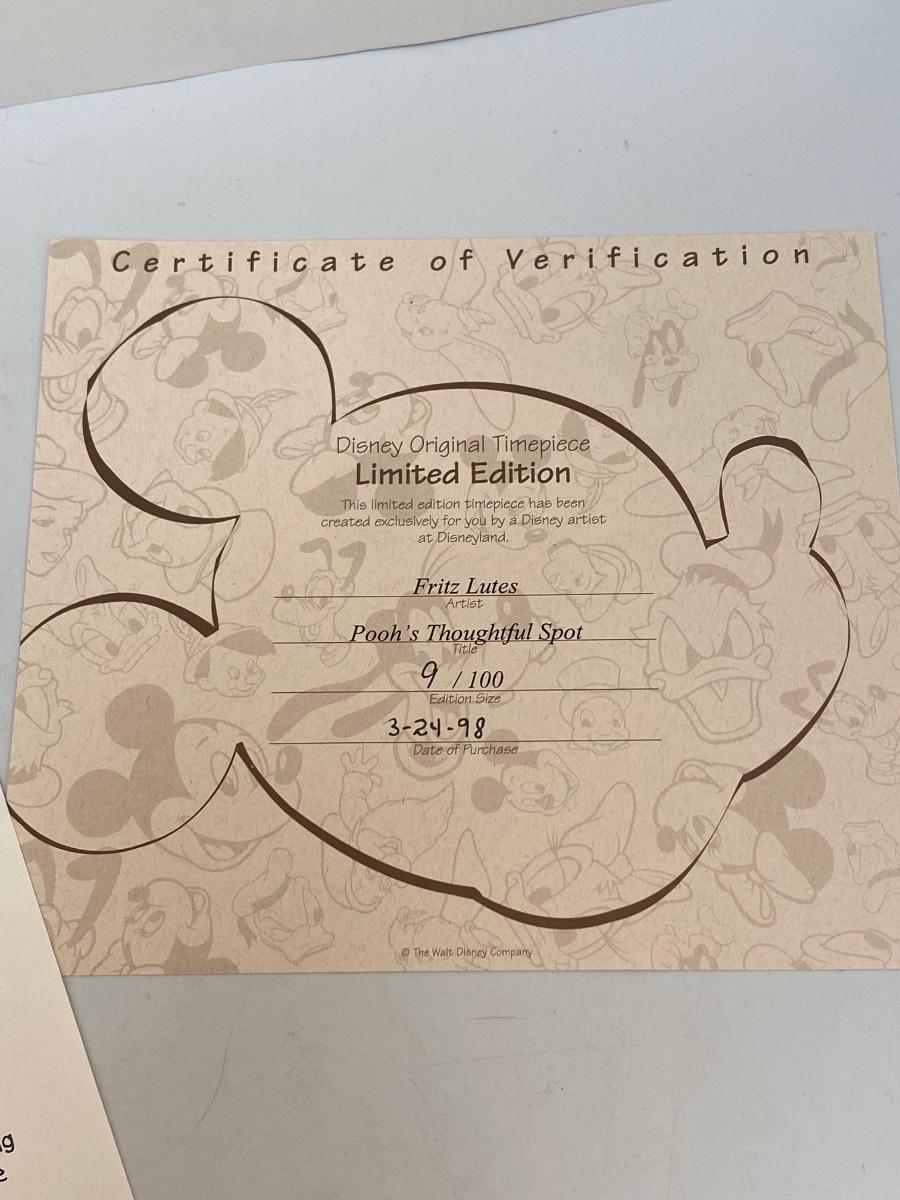 Certificate of Verification
Disney Original Timepiece
Limited Edition
This limited edition timepiece has been
created exclusively for you by a Disney artist
at Disneyland.
Fritz Lutes
Artist
Pooh's Thoughtful Spot
Title
9 / 100
Edition Size
3-24-98
Date of Purchase
© The Walt Disney Company